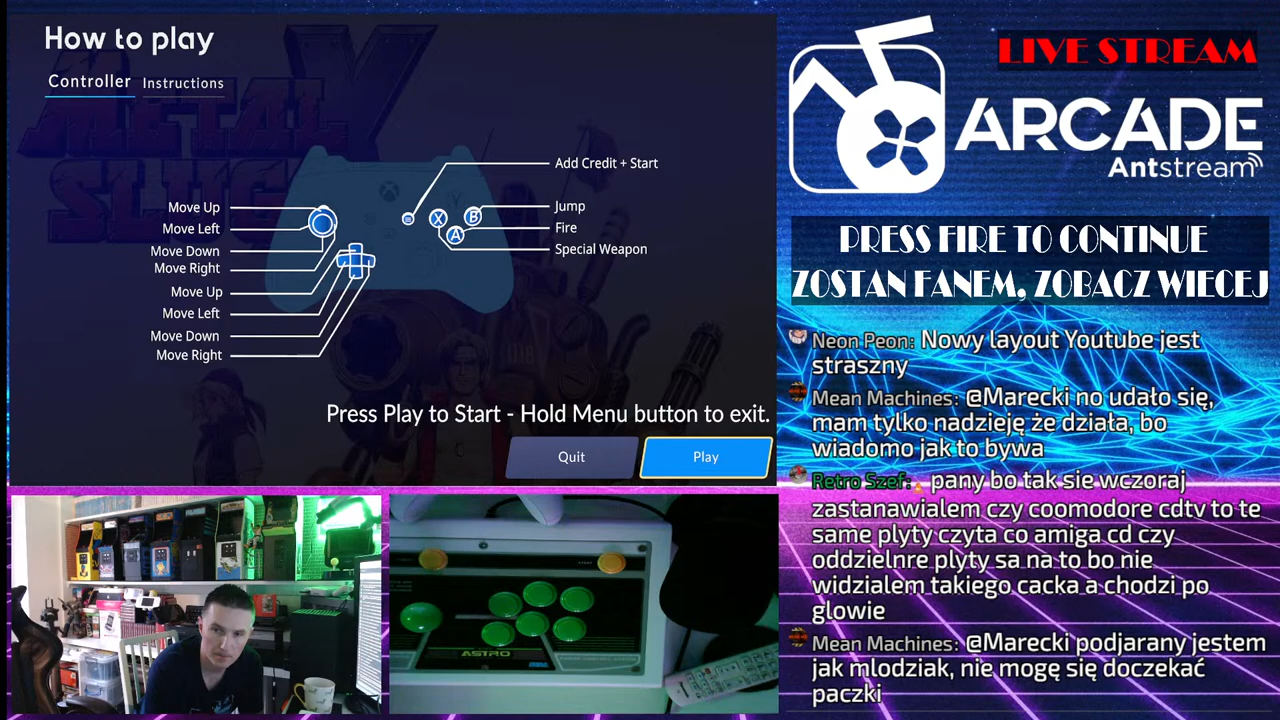 How to play
Controller Instructions
METAL
SLUG X
Add Credit + Start
Jump
Fire
Special Weapon
X
B
A
Y
Move Up
Move Left
Move Down
Move Right
Move Up
Move Left
Move Down
Move Right
Press Play to Start - Hold Menu button to exit.
Quit
Play
ASTRO
LIVE STREAM
ARCADE
Antstream
PRESS FIRE TO CONTINUE
ZOSTAN FANEM, ZOBACZ WIECEJ
Neon Peon: Nowy layout Youtube jest
straszny
Mean Machines: @Marecki no udało się,
mam tylko nadzieję że działa, bo
wiadomo jak to bywa
Retro Szef: pany bo tak sie wczoraj
zastanawialem czy coomodore cdtv to te
same plyty czyta co amiga cd czy
oddzielnre plyty sa na to bo nie
widzialem takiego cacka a chodzi po
glowie
Mean Machines: @Marecki podjarany jestem
jak mlodziak, nie mogę się doczekać
paczki